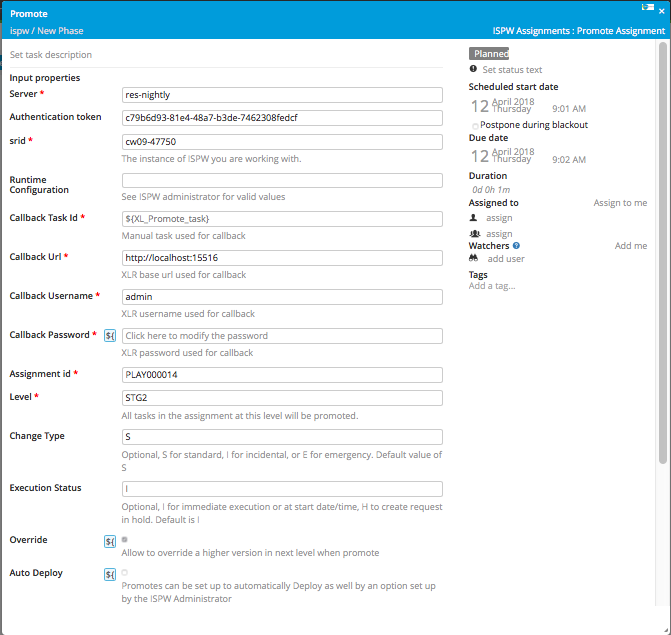 Promote
ispw / New Phase
ISPW Assignments : Promote Assignment
Set task description
Input properties
Server *
res-nightly
Authentication token
c79b6d93-81e4-48a7-b3de-7462308fedcf
srid *
cw09-47750
The instance of ISPW you are working with.
Runtime
Configuration
See ISPW administrator for valid values
Callback Task Id *
${XL_Promote_task}
Manual task used for callback
Callback Url *
http://localhost:15516
XLR base url used for callback
Callback Username *
admin
XLR username used for callback
Callback Password *
${
Click here to modify the password
XLR password used for callback
Assignment id *
PLAY000014
Level *
STG2
All tasks in the assignment at this level will be promoted.
Change Type
S
Optional, S for standard, I for incidental, or E for emergency. Default value of
S
Execution Status
I
Optional, I for immediate execution or at start date/time, H to create request
in hold. Default is I
Override
${
Allow to override a higher version in next level when promote
Auto Deploy
${
Promotes can be set up to automatically Deploy as well by an option set up
by the ISPW Administrator
Planned
Set status text
Scheduled start date
12 April 2018 Thursday 9:01 AM
Postpone during blackout
Due date
12 April 2018 Thursday 9:02 AM
Duration
0d 0h 1m
Assigned to
Assign to me
assign
assign
Watchers ?
Add me
add user
Tags
Add a tag...